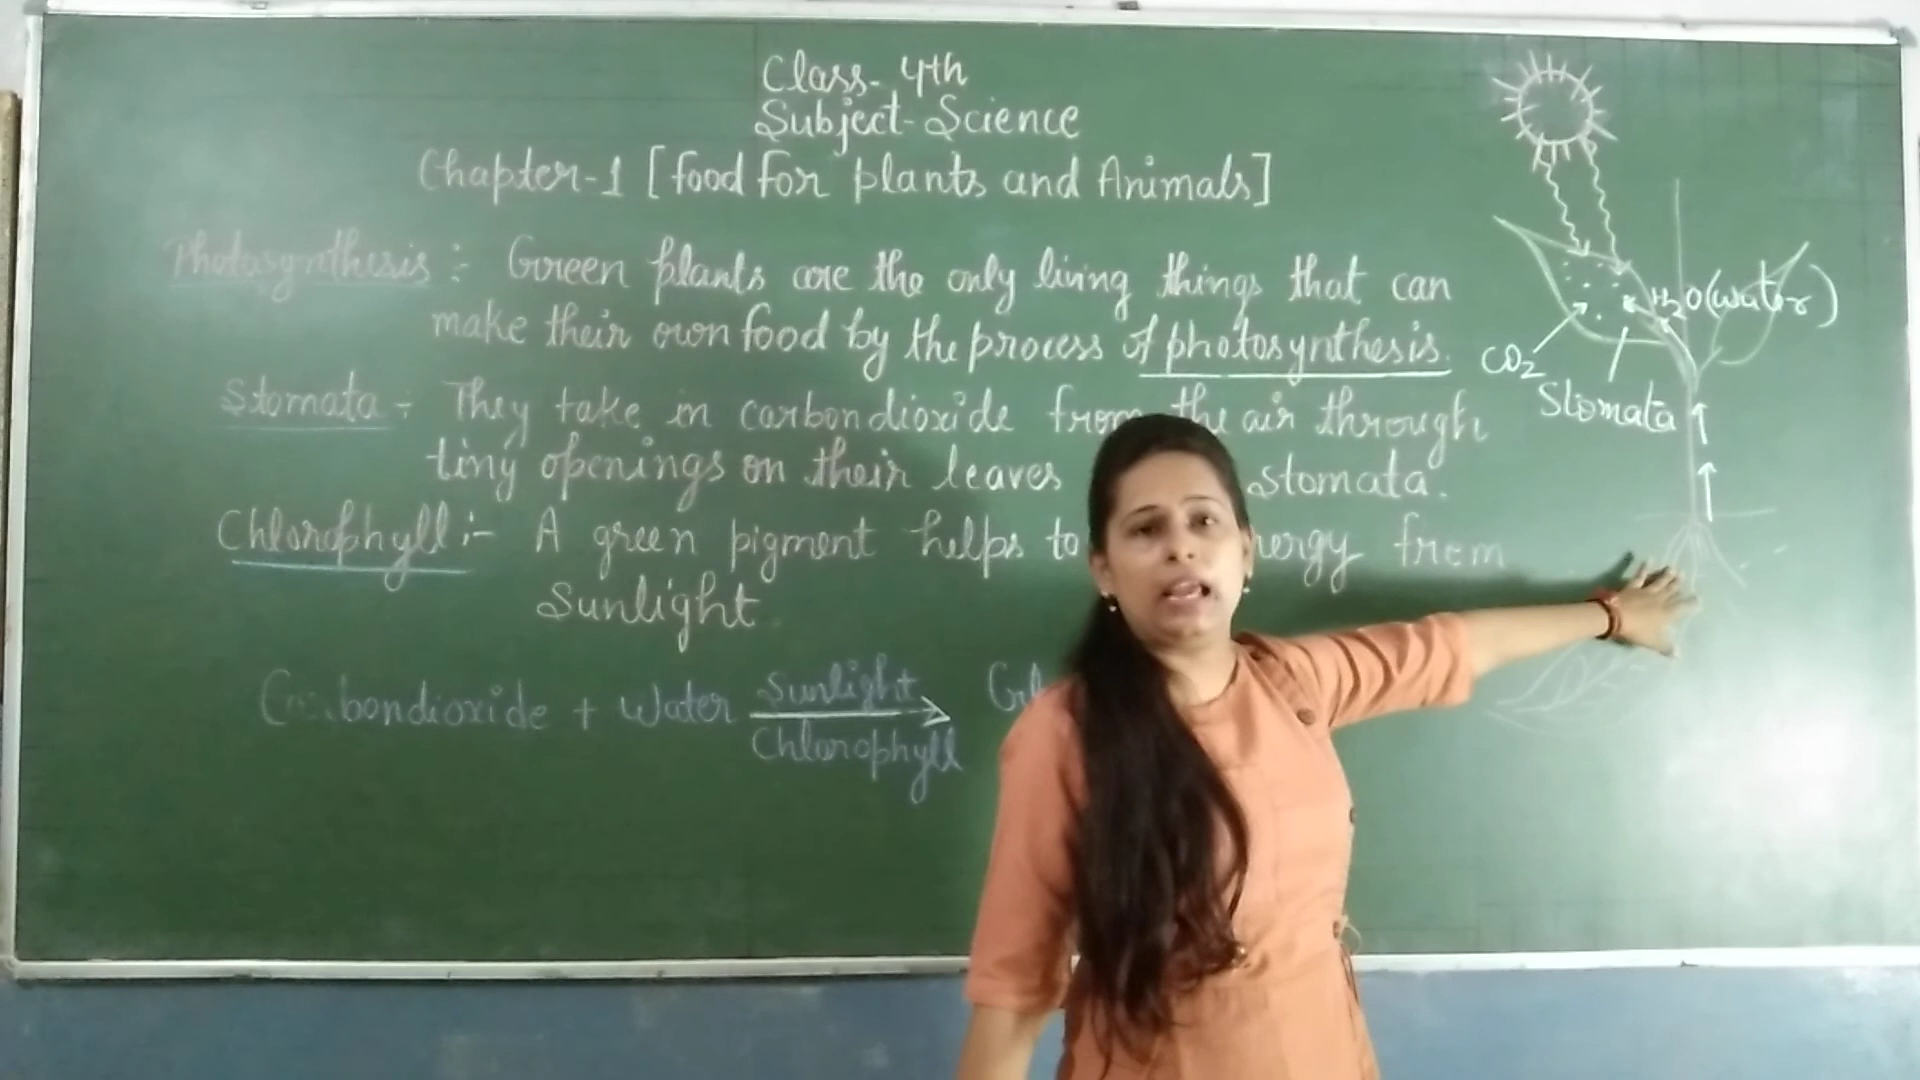 Class- 4th
Subject- Science
Chapter-1 [Food For plants and Animals]
Photosynthesis :- Green plants are the only living things that can
make their own food by the process of photosynthesis.
Stomata :- They take in carbondioxide from the air through
tiny openings on their leaves stomata.
Chlorophyll :- A green pigment helps to from
Sunlight.
Carbondioxide + Water Sunlight
Chlorophyll
H2O(water)
CO2
Stomata